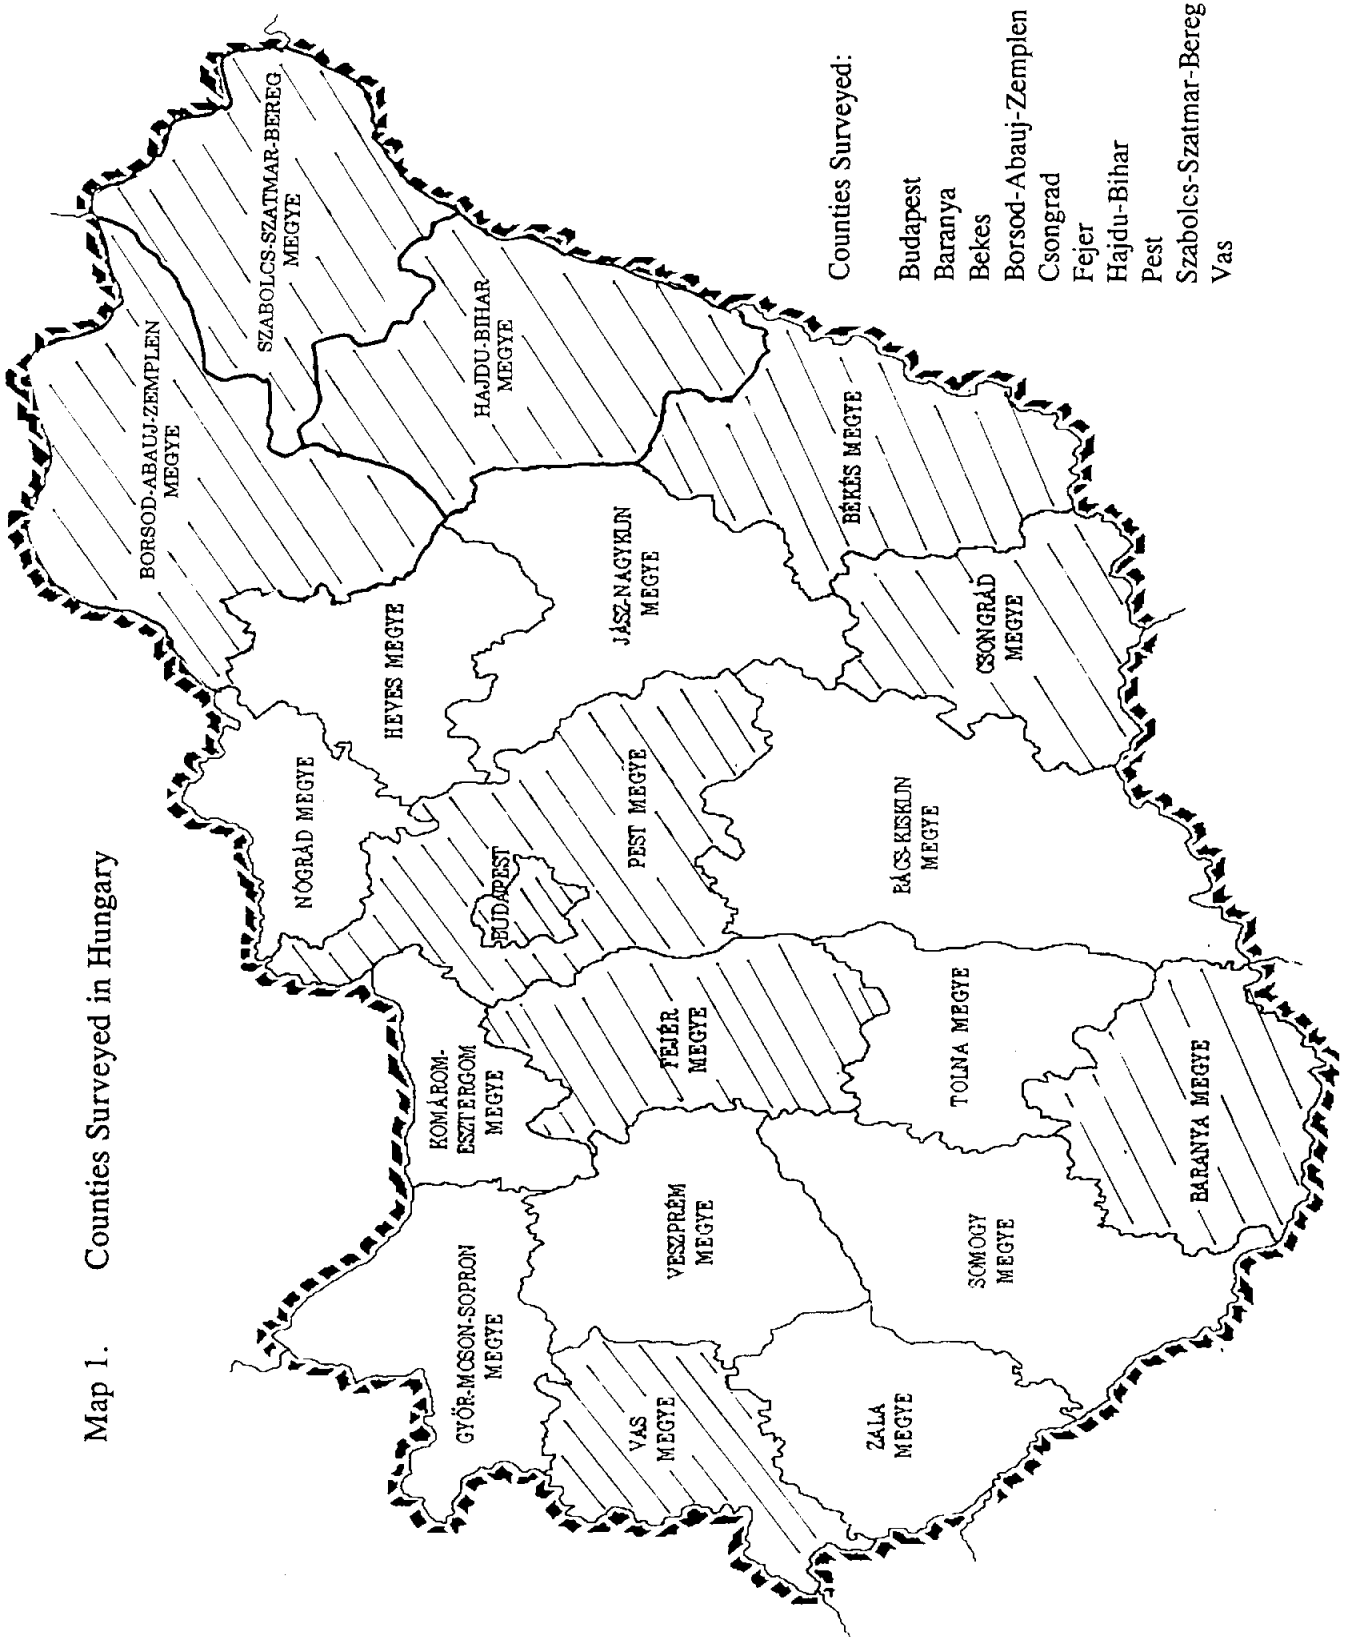 Map 1. Counties Surveyed in Hungary
BORSOD-ABAUJ-ZEMPLEN
MEGYE
SZABOLCS-SZATMAR-BEREG
MEGYE
NÓGRÁD MEGYE
HEVES MEGYE
HAJDU-BIHAR
MEGYE
GYŐR-MOSON-SOPRON
MEGYE
KOMÁROM-
ESZTERGOM
MEGYE
BUDAPEST
PEST MEGYE
JÁSZ-NAGYKUN
MEGYE
VAS
MEGYE
VESZPRÉM
MEGYE
FEJÉR
MEGYE
BÉKÉS MEGYE
ZALA
MEGYE
SOMOGY
MEGYE
TOLNA MEGYE
BÁCS-KISKUN
MEGYE
CSONGRÁD
MEGYE
BARANYA MEGYE
Counties Surveyed:
Budapest
Baranya
Bekes
Borsod-Abauj-Zemplen
Csongrad
Fejer
Hajdu-Bihar
Pest
Szabolcs-Szatmar-Bereg
Vas